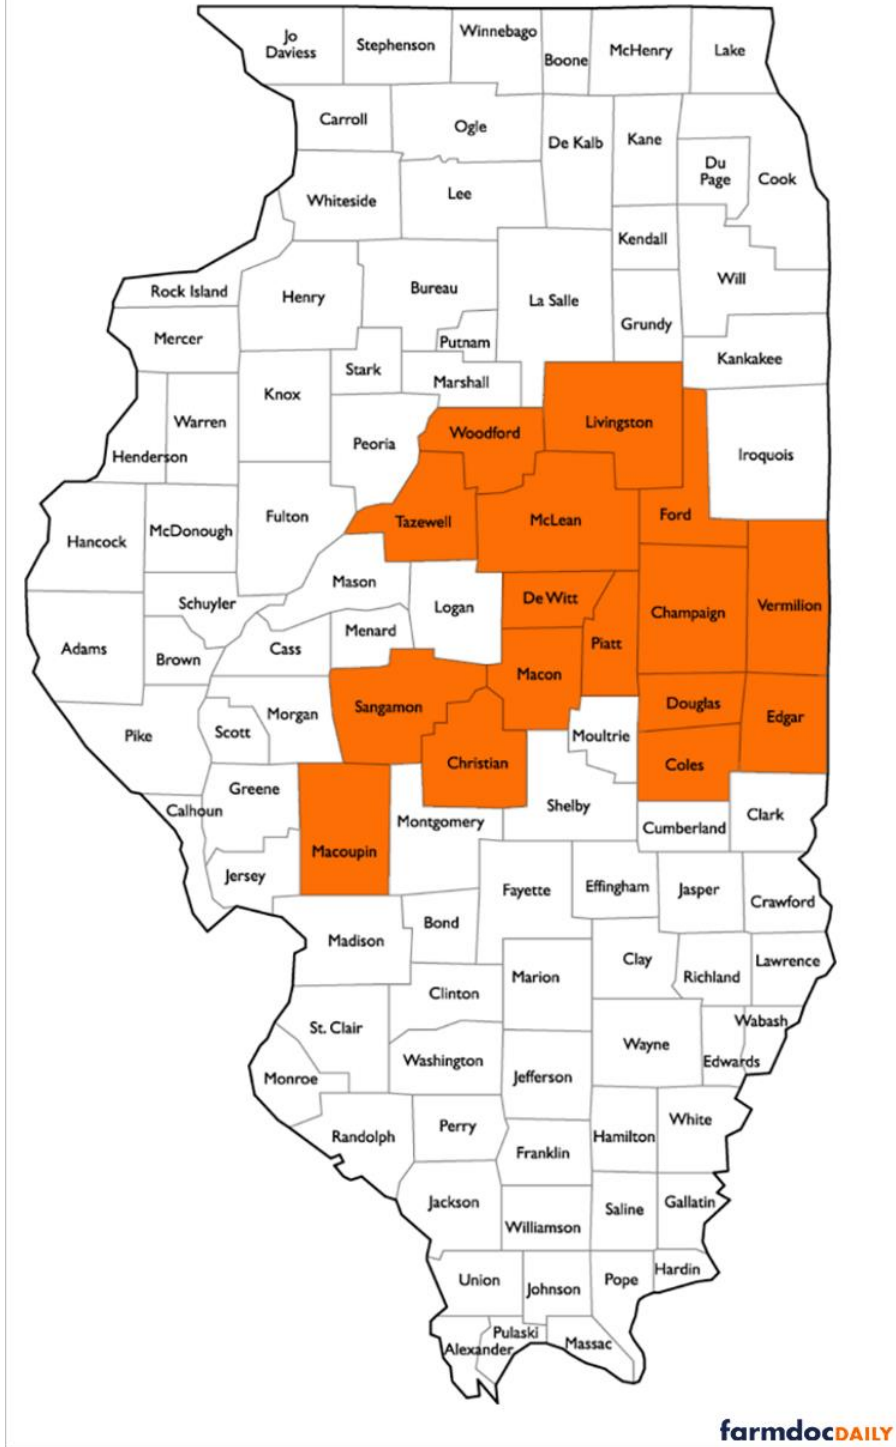 Jo
Daviess
Stephenson
Winnebago
Boone
McHenry
Lake
Carroll
Ogle
De Kalb
Kane
Du
Page
Cook
Whiteside
Lee
Kendall
Will
Rock Island
Henry
Bureau
La Salle
Mercer
Putnam
Grundy
Kankakee
Stark
Marshall
Knox
Warren
Henderson
Peoria
Woodford
Livingston
Iroquois
Hancock
McDonough
Fulton
Tazewell
McLean
Ford
Mason
Schuyler
Logan
De Witt
Champaign
Vermilion
Adams
Brown
Cass
Menard
Piatt
Macon
Pike
Scott
Morgan
Sangamon
Moultrie
Douglas
Edgar
Christian
Coles
Calhoun
Greene
Montgomery
Shelby
Cumberland
Clark
Macoupin
Jersey
Fayette
Effingham
Jasper
Crawford
Madison
Bond
Clay
Lawrence
Marion
Richland
Clinton
St. Clair
Wabash
Wayne
Edwards
Washington
Monroe
Jefferson
Randolph
Perry
Hamilton
White
Franklin
Jackson
Williamson
Saline
Gallatin
Union
Johnson
Pope
Hardin
Pulaski
Alexander
Massac
farmdocDAILY